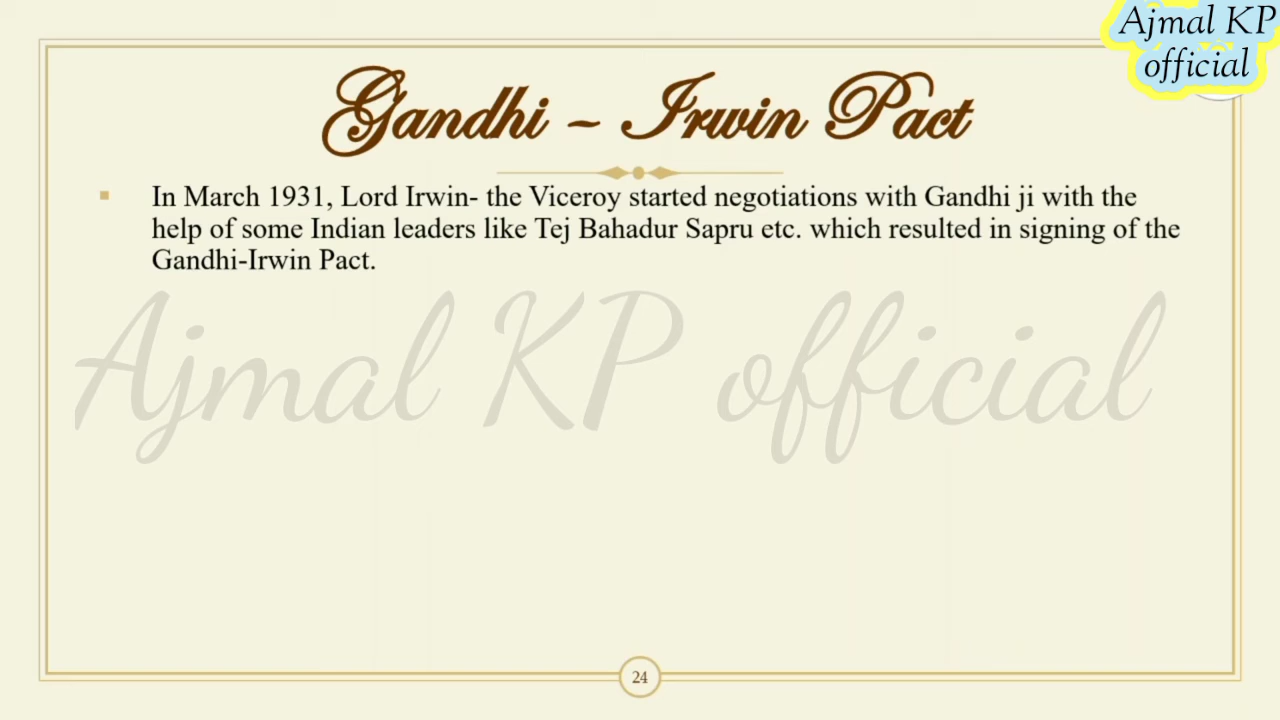 Ajmal KP
official
Gandhi – Irwin Pact
▪ In March 1931, Lord Irwin- the Viceroy started negotiations with Gandhi ji with the
help of some Indian leaders like Tej Bahadur Sapru etc. which resulted in signing of the
Gandhi-Irwin Pact.
Ajmal KP official
24